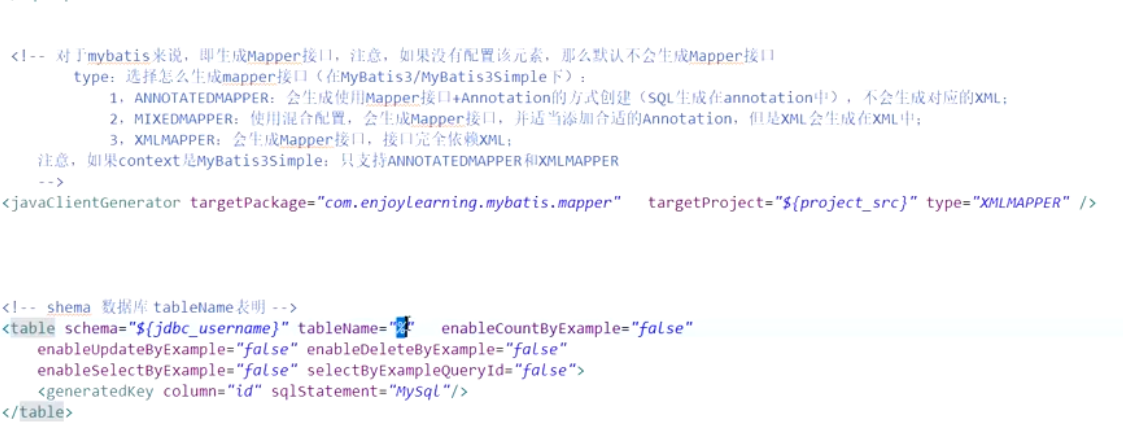 <!-- 对于mybatis来说，即生成Mapper接口，注意，如果没有配置该元素，那么默认不会生成Mapper接口
type：选择怎么生成mapper接口（在MyBatis3/MyBatis3Simple下）：
1，ANNOTATEDMAPPER：会生成使用Mapper接口+Annotation的方式创建（SQL生成在annotation中），不会生成对应的XML；
2，MIXEDMAPPER：使用混合配置，会生成Mapper接口，并适当添加合适的Annotation，但是XML会生成在XML中；
3，XMLMAPPER：会生成Mapper接口，接口完全依赖XML；
注意，如果context是MyBatis3Simple：只支持ANNOTATEDMAPPER和XMLMAPPER
-->
<javaClientGenerator targetPackage="com.enjoylearning.mybatis.mapper" targetProject="${project_src}" type="XMLMAPPER" />
<!-- shema 数据库 tableName表明 -->
<table schema="${jdbc_username}" tableName="%" enableCountByExample="false"
enableUpdateByExample="false" enableDeleteByExample="false"
enableSelectByExample="false" selectByExampleQueryId="false">
<generatedKey column="id" sqlStatement="MySql"/>
</table>